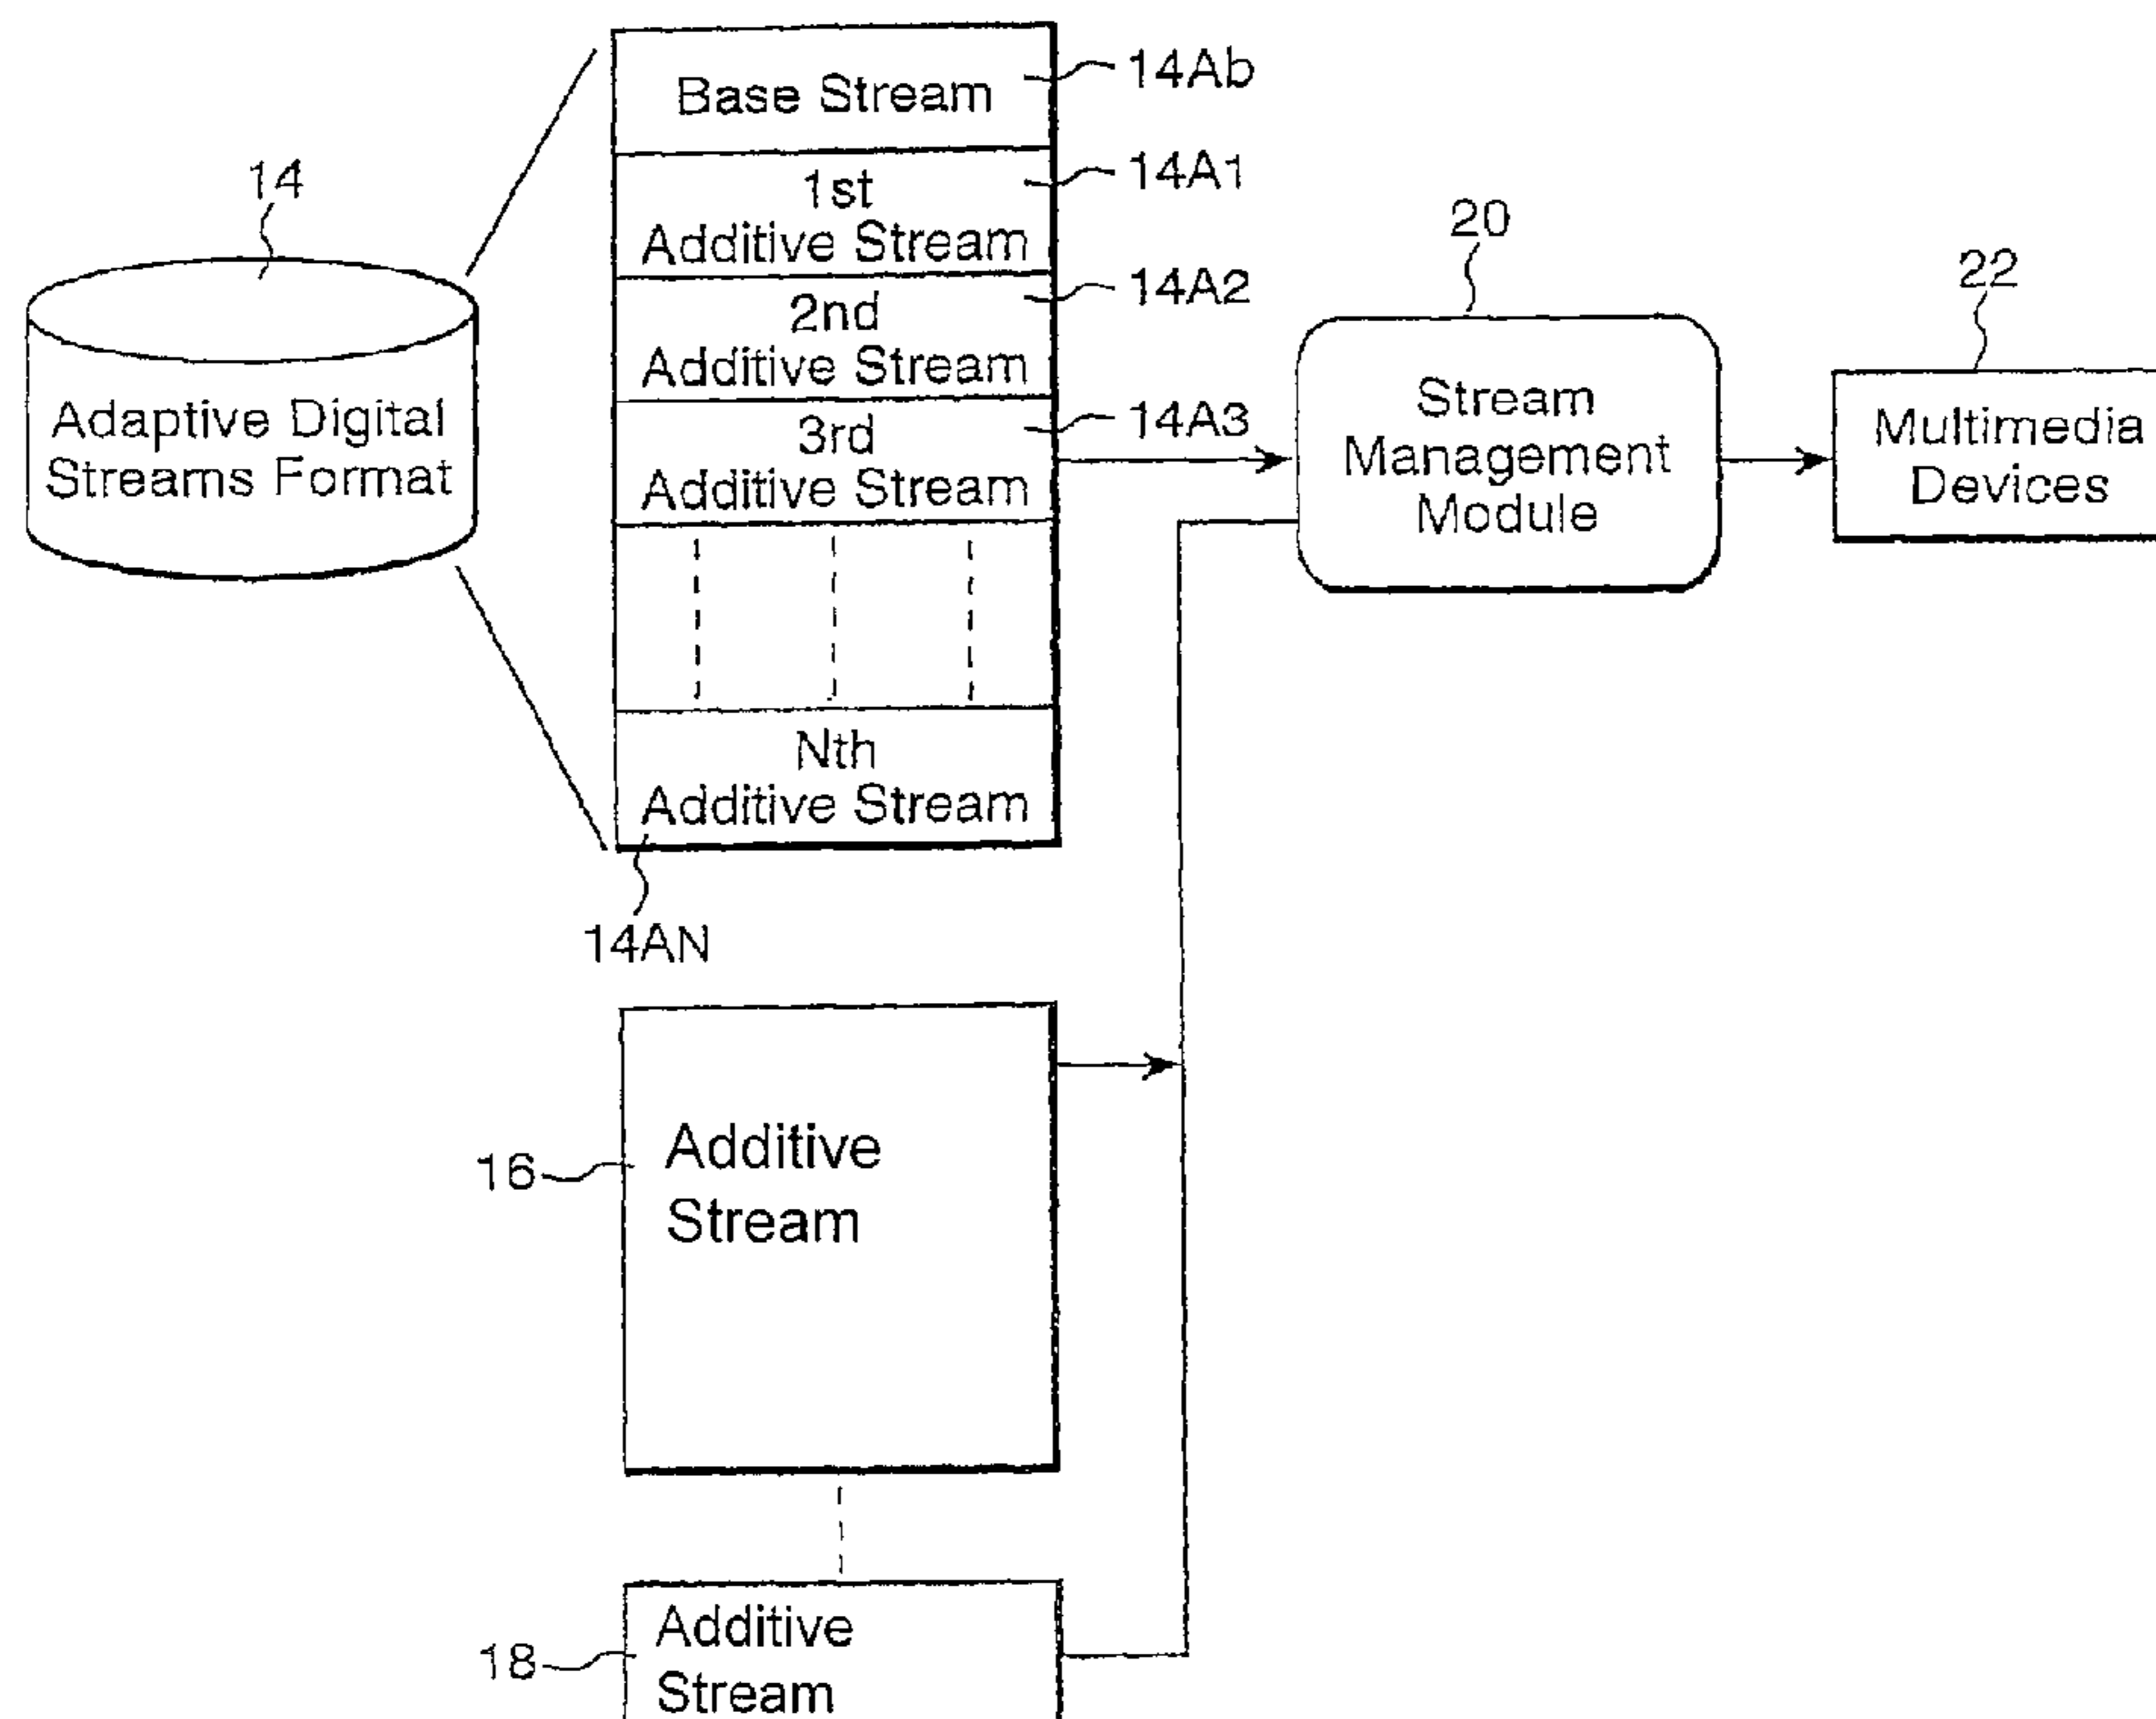 14
Adaptive Digital
Streams Format
Base Stream
14Ab
1st
Additive Stream
14A1
2nd
Additive Stream
14A2
3rd
Additive Stream
14A3
Nth
Additive Stream
14AN
20
Stream
Management
Module
22
Multimedia
Devices
16
Additive
Stream
18
Additive
Stream